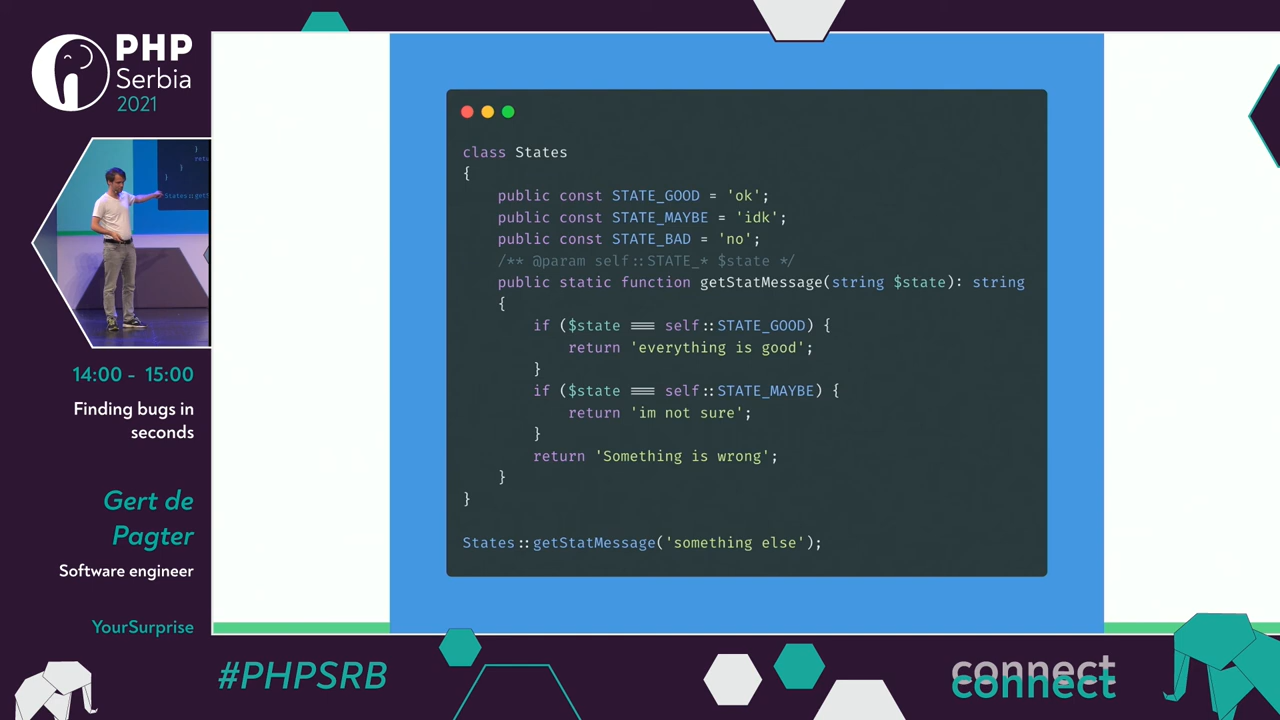 PHP
Serbia
2021
14:00 - 15:00
Finding bugs in
seconds
Gert de
Pagter
Software engineer
YourSurprise
class States
{
public const STATE_GOOD = 'ok';
public const STATE_MAYBE = 'idk';
public const STATE_BAD = 'no';
/** @param self::STATE_* $state */
public static function getStatMessage(string $state): string
{
if ($state === self::STATE_GOOD) {
return 'everything is good';
}
if ($state === self::STATE_MAYBE) {
return 'im not sure';
}
return 'Something is wrong';
}
}
States::getStatMessage('something else');
#PHPSRB
connect
connect